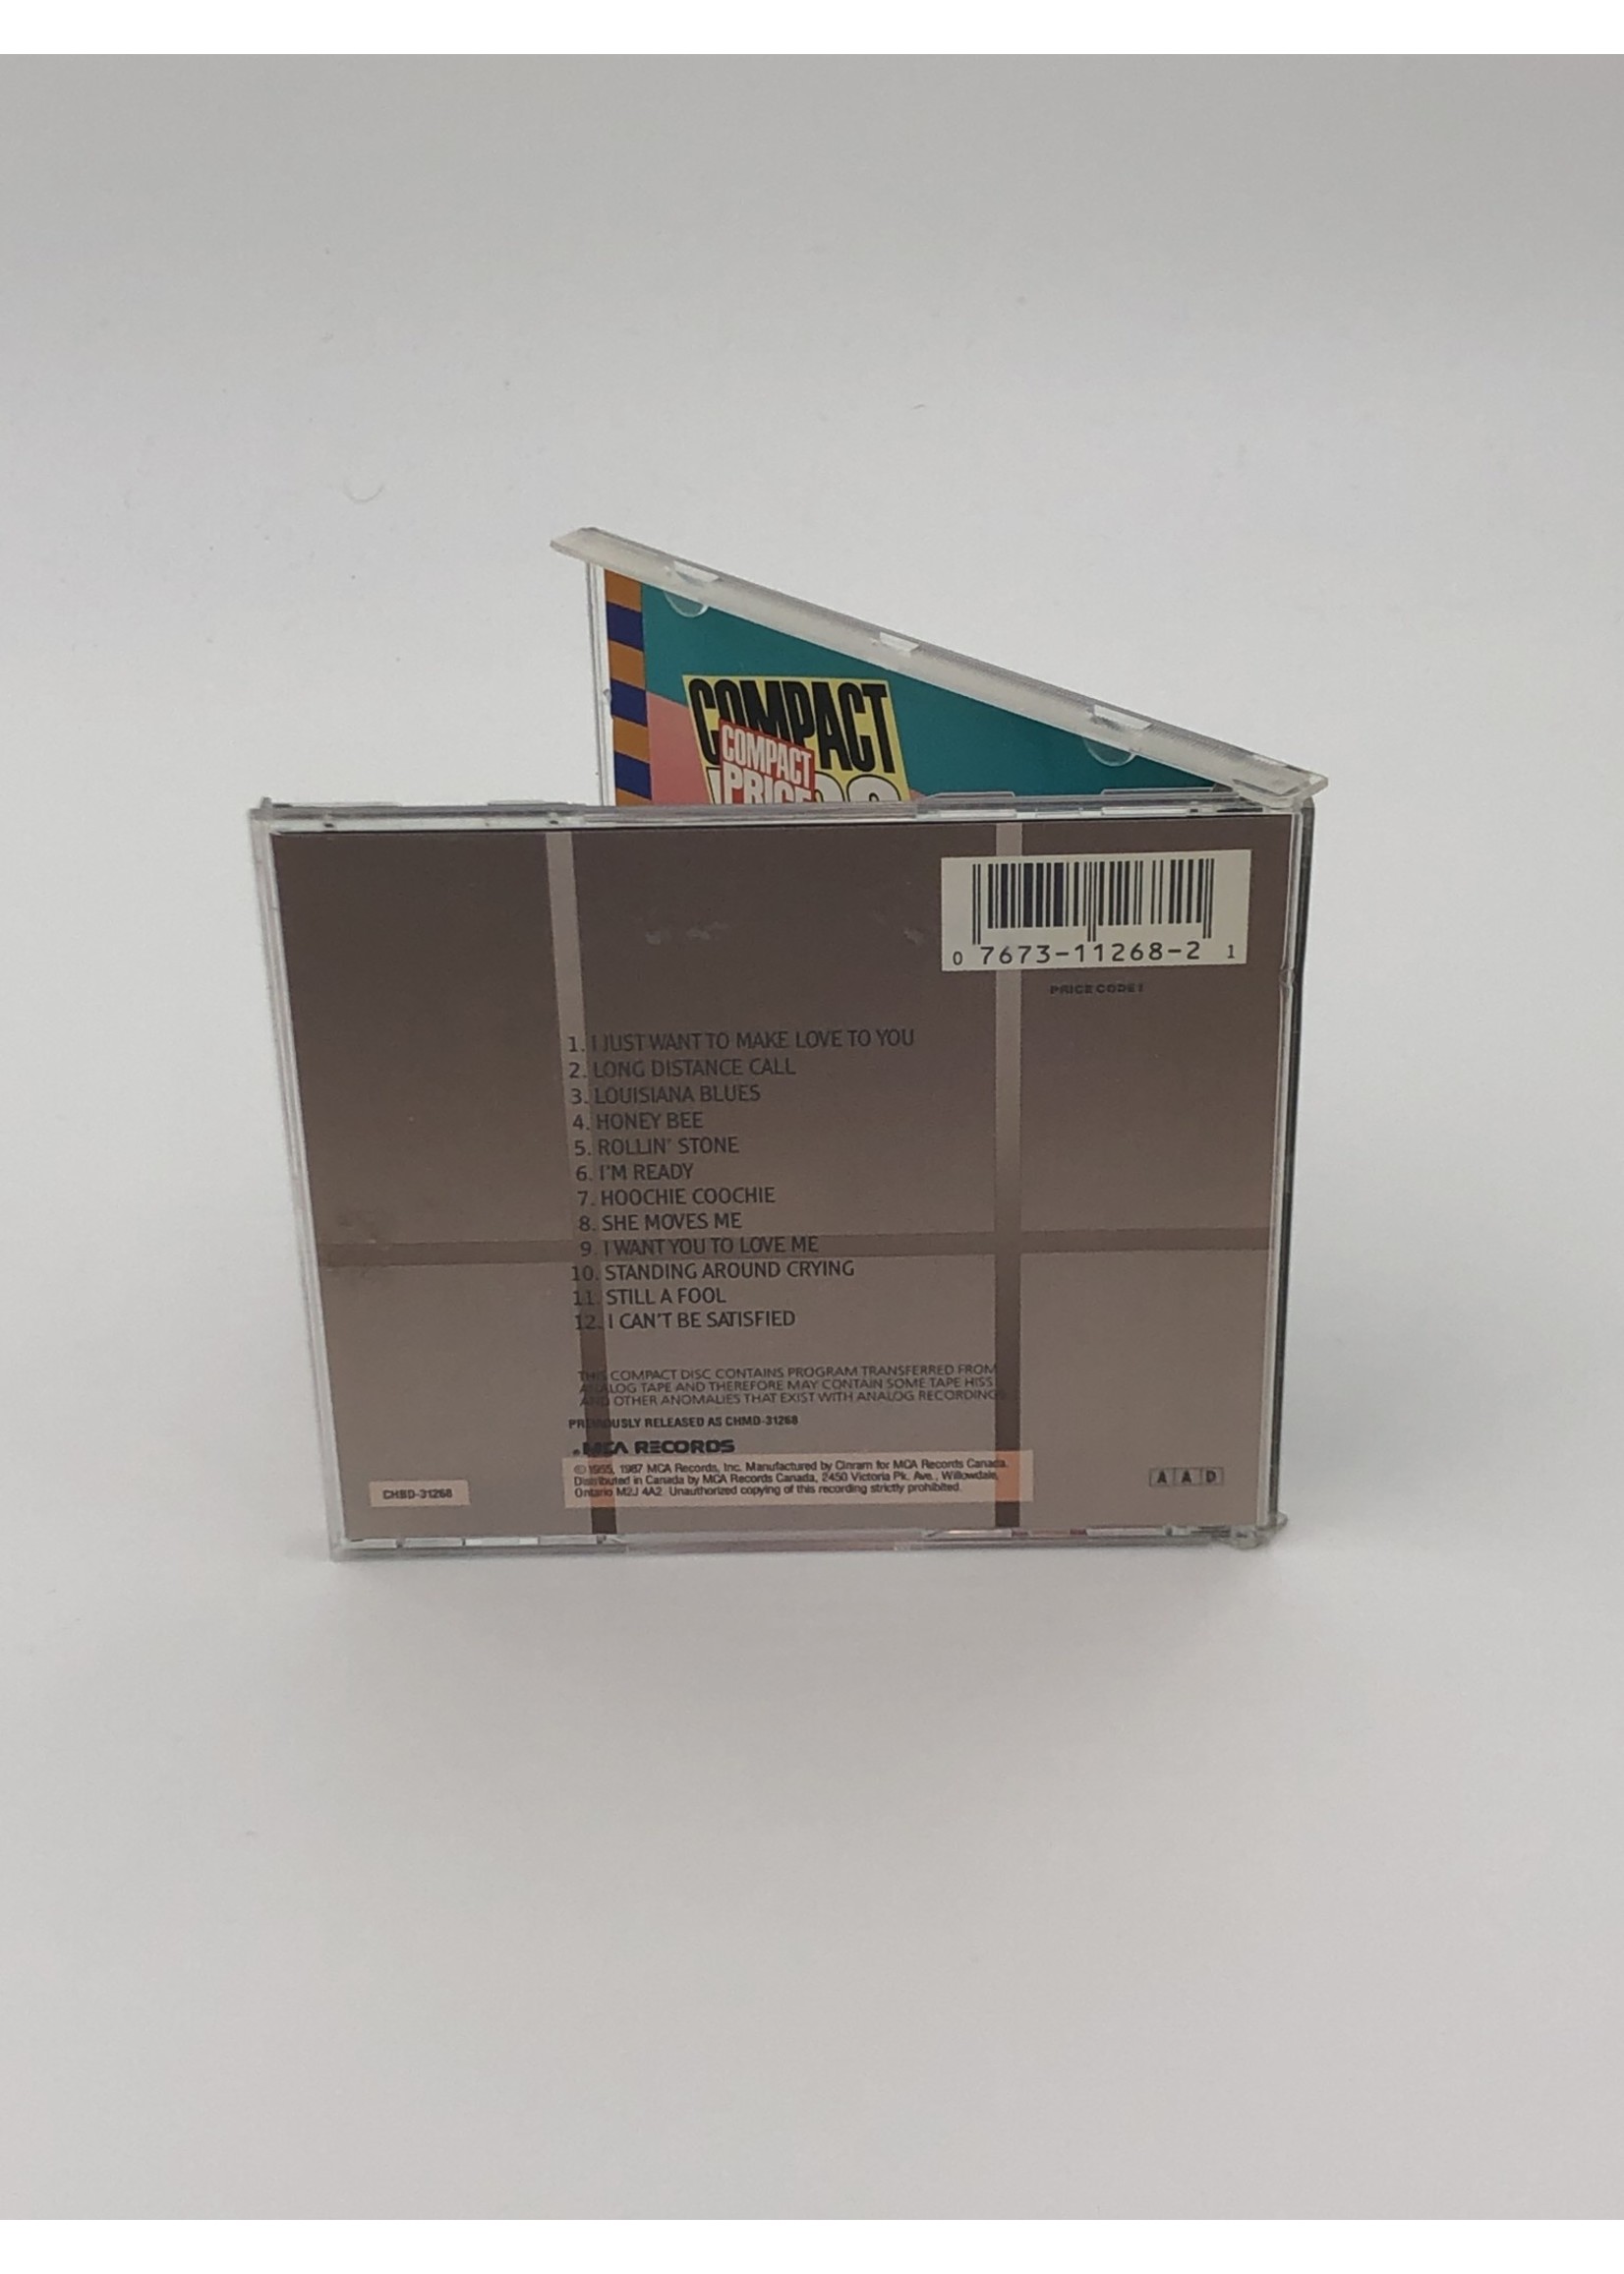 COMPACT
COMPACT
PRICE
0 7673-11268-2 1
PRICE CODE I
1. I JUST WANT TO MAKE LOVE TO YOU
2. LONG DISTANCE CALL
3. LOUISIANA BLUES
4. HONEY BEE
5. ROLLIN' STONE
6. I'M READY
7. HOOCHIE COOCHIE
8. SHE MOVES ME
9. I WANT YOU TO LOVE ME
10. STANDING AROUND CRYING
11. STILL A FOOL
12. I CAN'T BE SATISFIED
THIS COMPACT DISC CONTAINS PROGRAM TRANSFERRED FROM
ANALOG TAPE AND THEREFORE MAY CONTAIN SOME TAPE HISS
AND OTHER ANOMALIES THAT EXIST WITH ANALOG RECORDINGS
PREVIOUSLY RELEASED AS CHMD-31268
MCA RECORDS
© 1955, 1987 MCA Records, Inc. Manufactured by Cinram for MCA Records Canada.
Distributed in Canada by MCA Records Canada, 2450 Victoria Pk. Ave., Willowdale,
Ontario M2J 4A2. Unauthorized copying of this recording strictly prohibited.
CHBD-31268
A A D